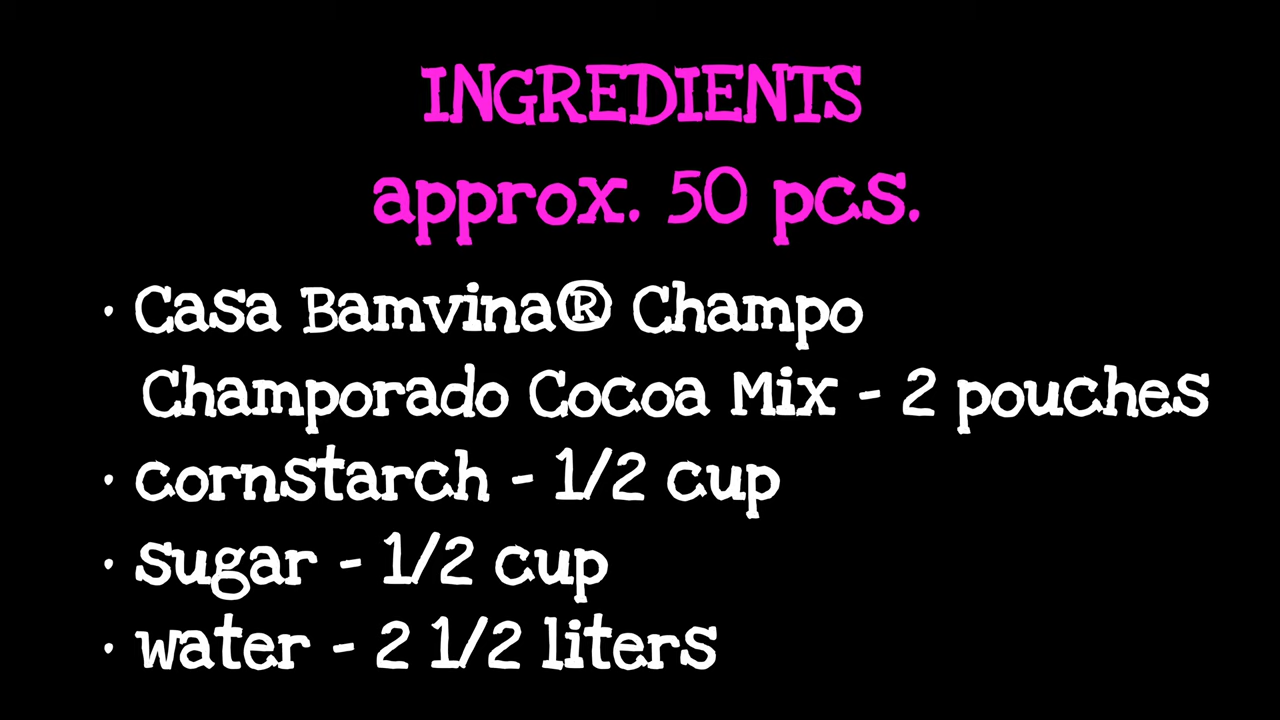 INGREDIENTS
approx. 50 pcs.
· Casa Bamvina® Champo
Champorado Cocoa Mix - 2 pouches
· cornstarch - 1/2 cup
· sugar - 1/2 cup
· water - 2 1/2 liters